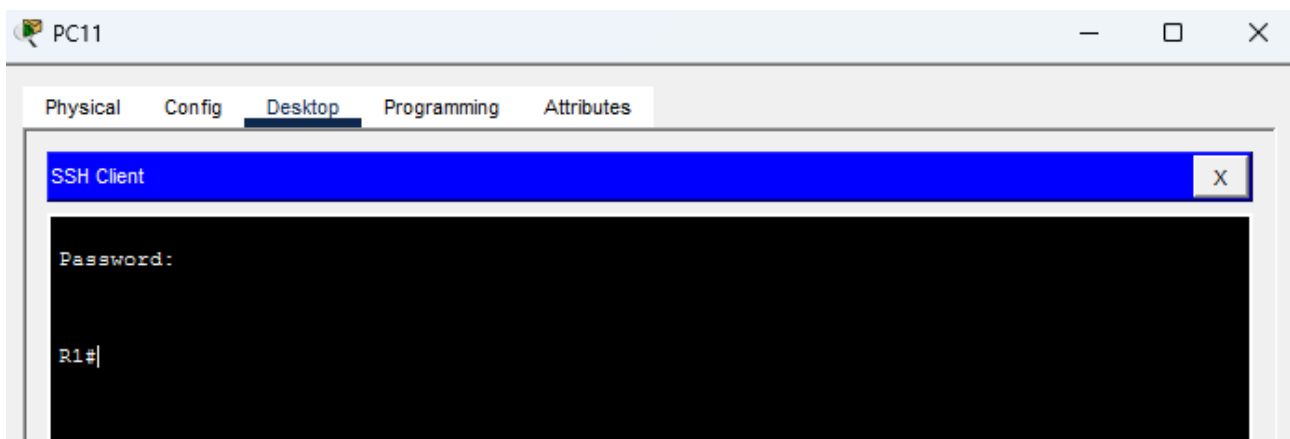 PC11
Physical Config Desktop Programming Attributes
SSH Client X
Password:
R1#